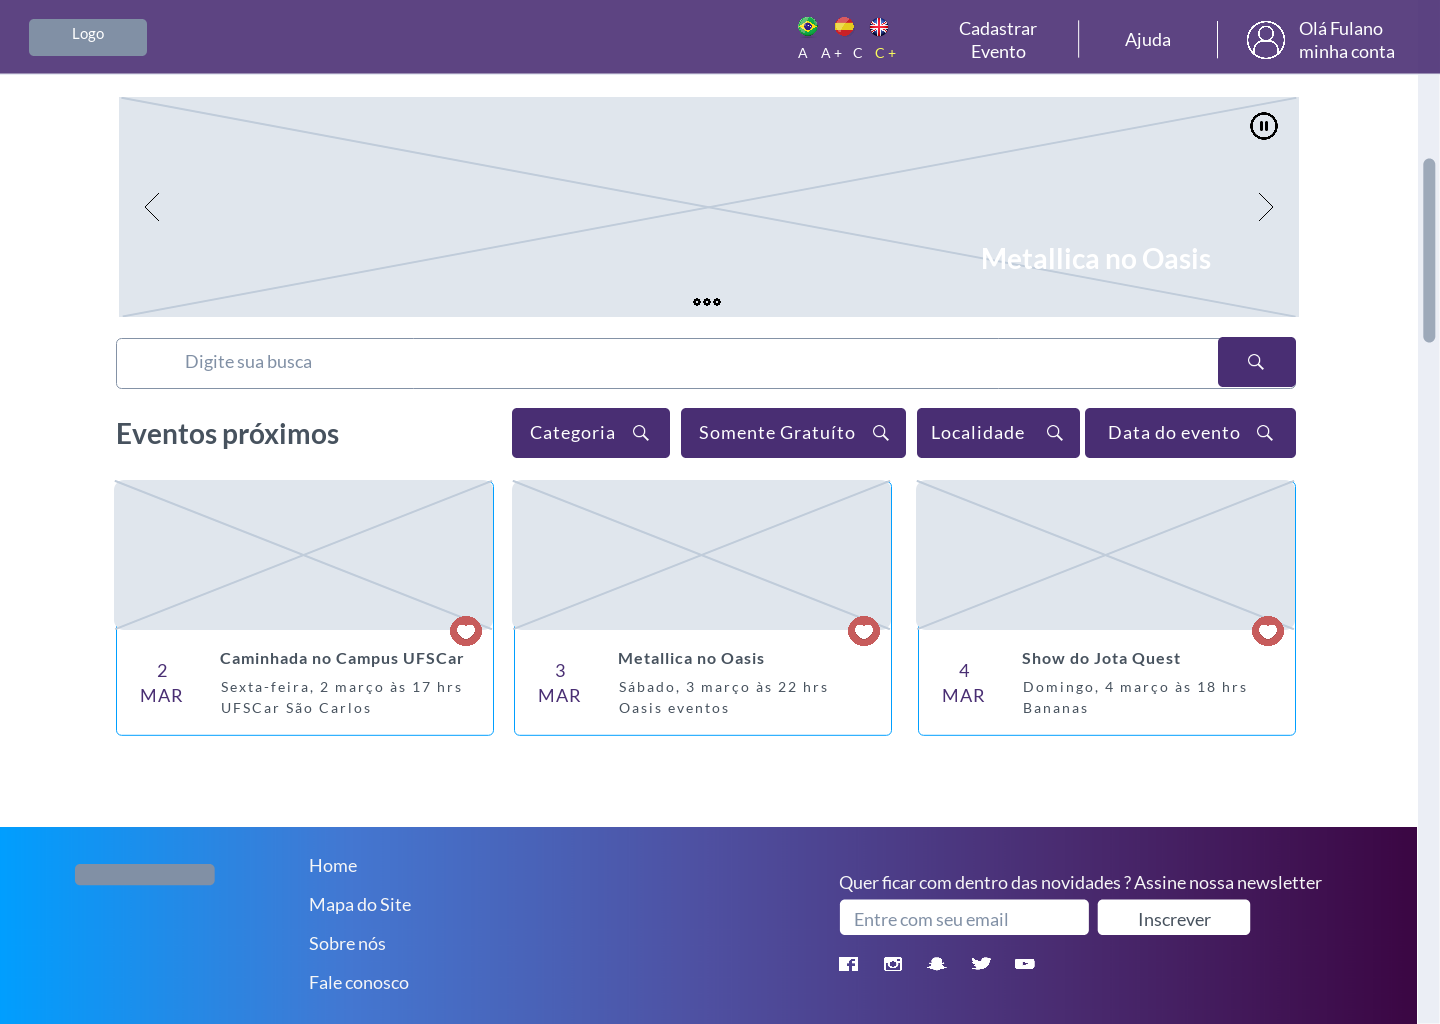 Logo
A A+ C C+
Cadastrar
Evento
Ajuda
Olá Fulano
minha conta
Metallica no Oasis
Digite sua busca
Eventos próximos
Categoria
Somente Gratuíto
Localidade
Data do evento
2
MAR
Caminhada no Campus UFSCar
Sexta-feira, 2 março às 17 hrs
UFSCar São Carlos
3
MAR
Metallica no Oasis
Sábado, 3 março às 22 hrs
Oasis eventos
4
MAR
Show do Jota Quest
Domingo, 4 março às 18 hrs
Bananas
Home
Mapa do Site
Sobre nós
Fale conosco
Quer ficar com dentro das novidades ? Assine nossa newsletter
Entre com seu email
Inscrever